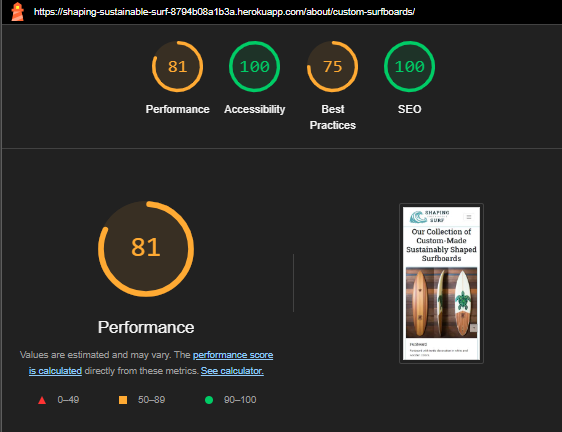 https://shaping-sustainable-surf-8794b08a1b3a.herokuapp.com/about/custom-surfboards/
81
100
75
100
Performance
Accessibility
Best
Practices
SEO
81
Performance
Values are estimated and may vary. The performance score
is calculated directly from these metrics. See calculator.
0–49
50–89
90–100
SHAPING
SURF
Our Collection of
Custom-Made
Sustainably Shaped
Surfboards